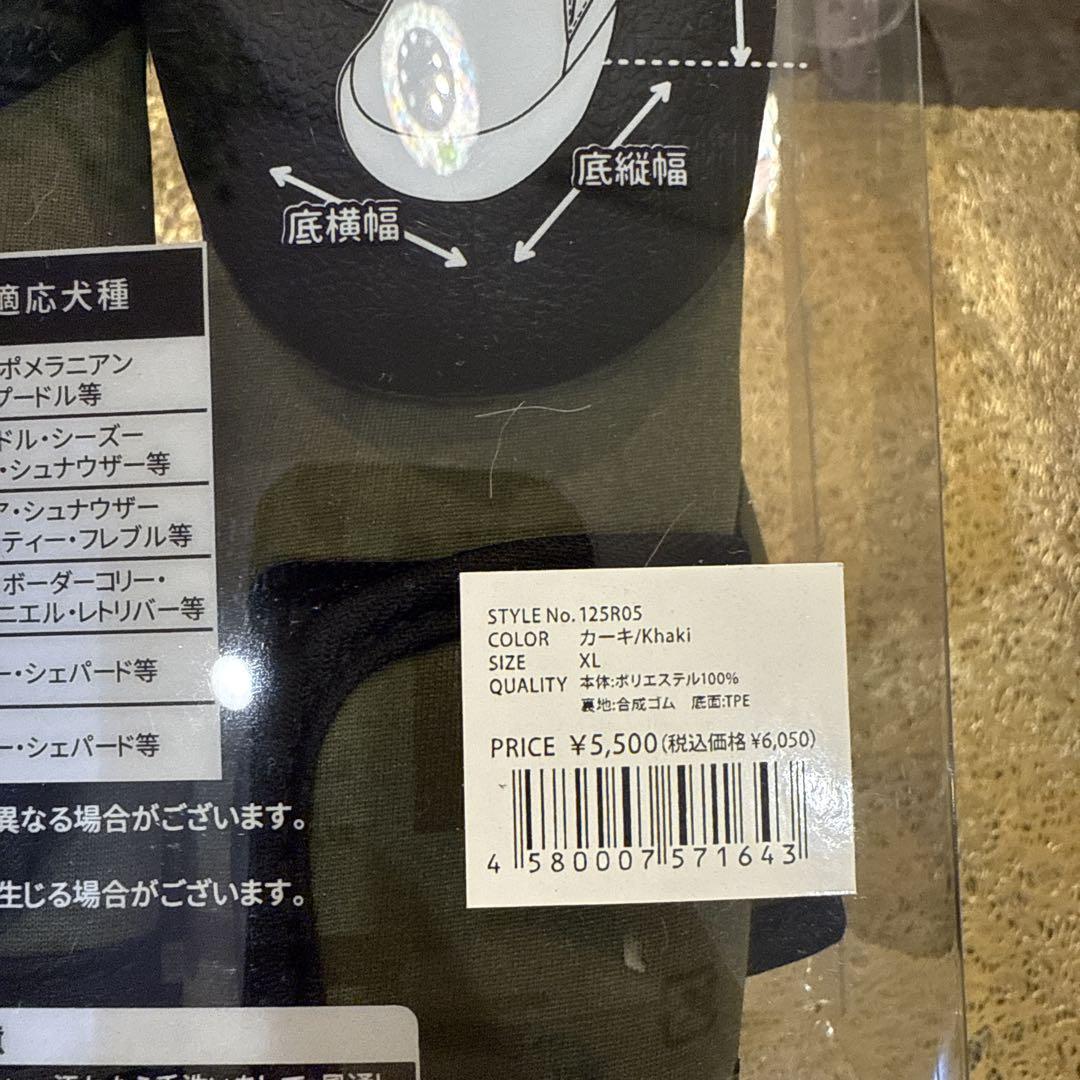 底縦幅
底横幅
適応犬種
ポメラニアン
プードル等
ドル・シーズー
・シュナウザー等
ア・シュナウザー
ティー・フレブル等
ボーダーコリー・
ニエル・レトリバー等
ー・シェパード等
ー・シェパード等
異なる場合がございます。
生じる場合がございます。
STYLE No. 125R05
COLOR カーキ/Khaki
SIZE XL
QUALITY 本体:ポリエステル100%
裏地:合成ゴム 底面:TPE
PRICE ¥5,500(税込価格 ¥6,050)
4 580007 571643